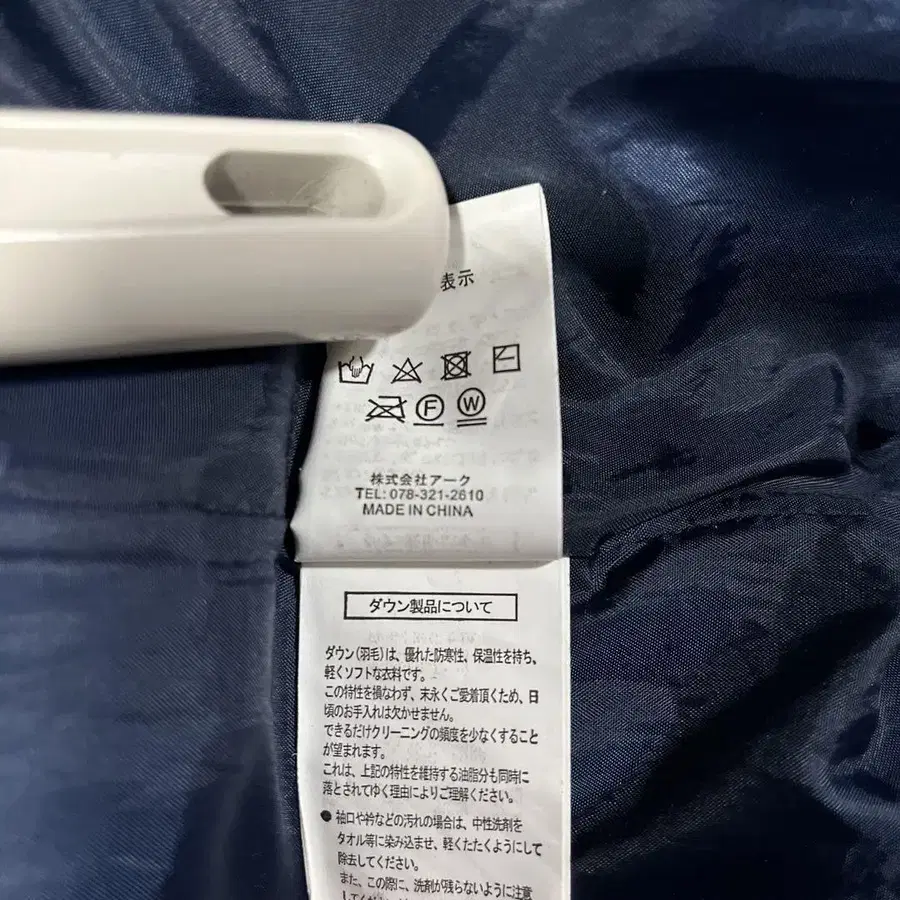 表示
F W
株式会社アーク
TEL: 078-321-2610
MADE IN CHINA
ダウン製品について
ダウン(羽毛)は、優れた防寒性、保温性を持ち、
軽くソフトな衣料です。
この特性を損なわず、末永くご愛着頂くため、日
頃のお手入れは欠かせません。
できるだけクリーニングの頻度を少なくすること
が望まれます。
これは、上記の特性を維持する油脂分も同時に
落とされてゆく理由によりご理解ください。
● 袖口や衿などの汚れの場合は、中性洗剤を
タオル等に染み込ませ、軽くたたくようにして
除去してください。
また、この際に、洗剤が残らないように注意